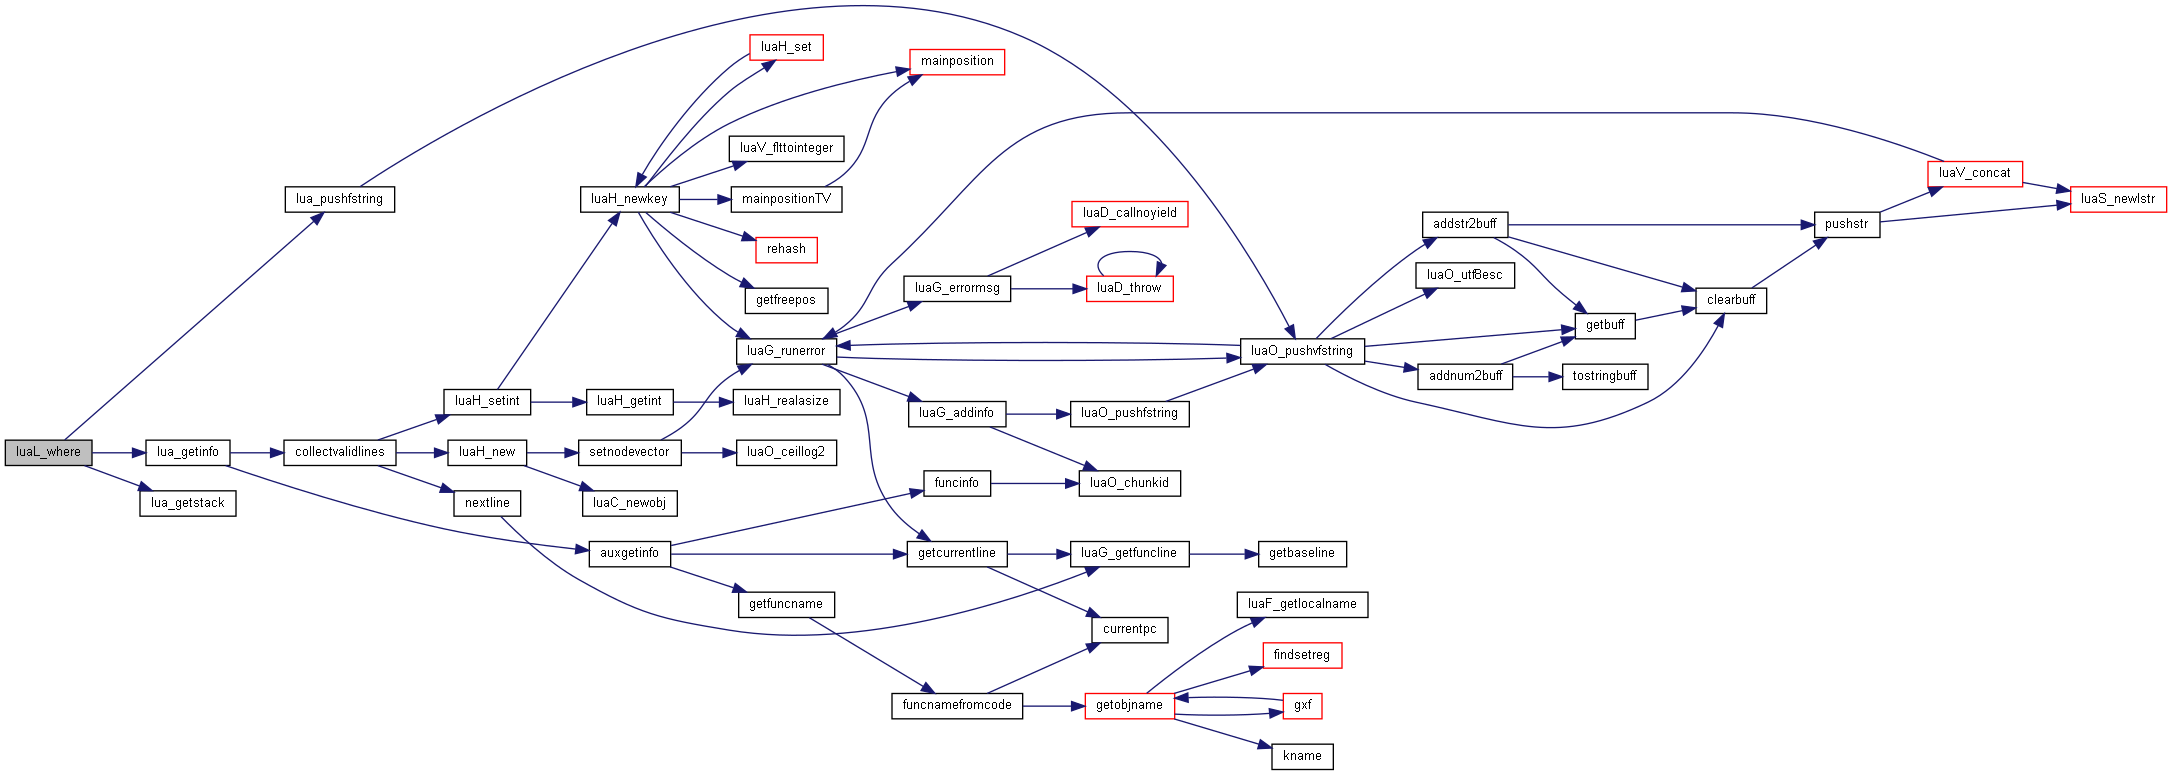 luaL_where
lua_pushfstring
lua_getinfo
lua_getstack
collectvalidlines
luaH_setint
luaH_new
nextline
luaH_newkey
luaH_getint
setnodevector
luaC_newobj
auxgetinfo
luaH_set
mainposition
luaV_flttointeger
mainpositionTV
rehash
getfreepos
luaG_runerror
luaH_realasize
luaO_ceillog2
getfuncname
luaG_errormsg
luaG_addinfo
funcinfo
getcurrentline
funcnamefromcode
luaD_callnoyield
luaD_throw
luaO_pushfstring
luaO_chunkid
luaG_getfuncline
currentpc
getobjname
luaO_pushvfstring
getbaseline
luaF_getlocalname
findsetreg
gxf
kname
addstr2buff
luaO_utf8esc
addnum2buff
getbuff
tostringbuff
clearbuff
pushstr
luaV_concat
luaS_newlstr